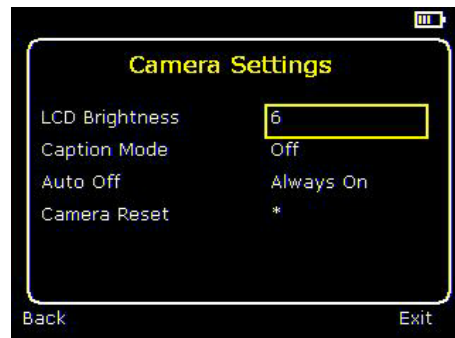 Camera Settings
LCD Brightness 6
Caption Mode Off
Auto Off Always On
Camera Reset *
Back Exit